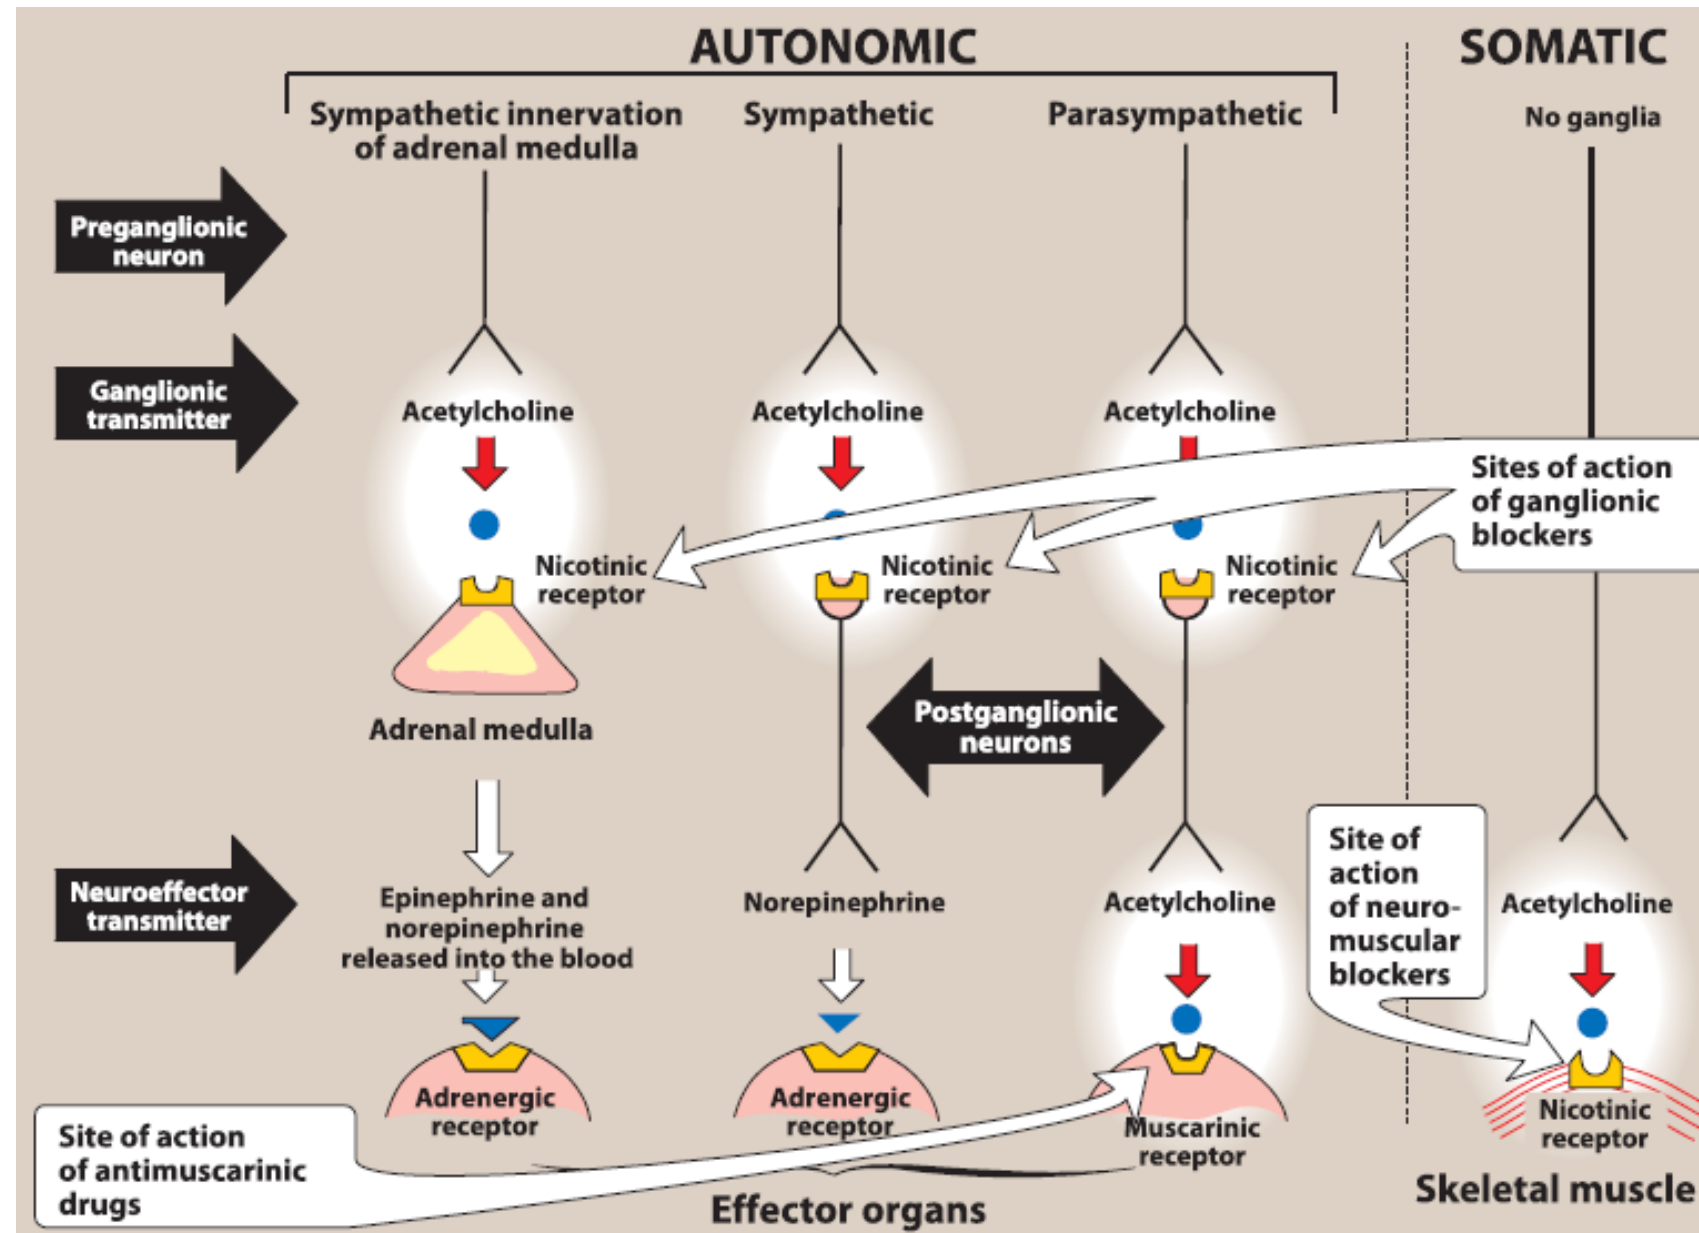 AUTONOMIC
SOMATIC
Sympathetic innervation
of adrenal medulla
Sympathetic
Parasympathetic
No ganglia
Preganglionic
neuron
Ganglionic
transmitter
Acetylcholine
Acetylcholine
Acetylcholine
Sites of action
of ganglionic
blockers
Nicotinic
receptor
Nicotinic
receptor
Nicotinic
receptor
Adrenal medulla
Postganglionic
neurons
Neuroeffector
transmitter
Epinephrine and
norepinephrine
released into the blood
Norepinephrine
Acetylcholine
Site of
action
of neuro-
muscular
blockers
Acetylcholine
Adrenergic
receptor
Adrenergic
receptor
Muscarinic
receptor
Nicotinic
receptor
Site of action
of antimuscarinic
drugs
Effector organs
Skeletal muscle